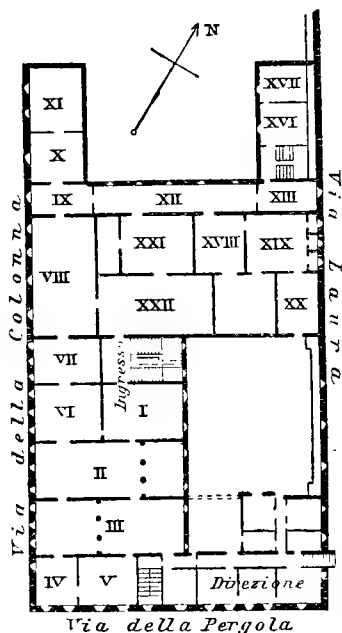 N
XI
XVII
XVI
X
IX
XII
XIII
XXI
XVIII
XIX
VIII
XXII
XX
VII
Ingresso
VI
I
II
III
IV
V
Direzione
Via della Colonna
Via Laura
Via della Pergola